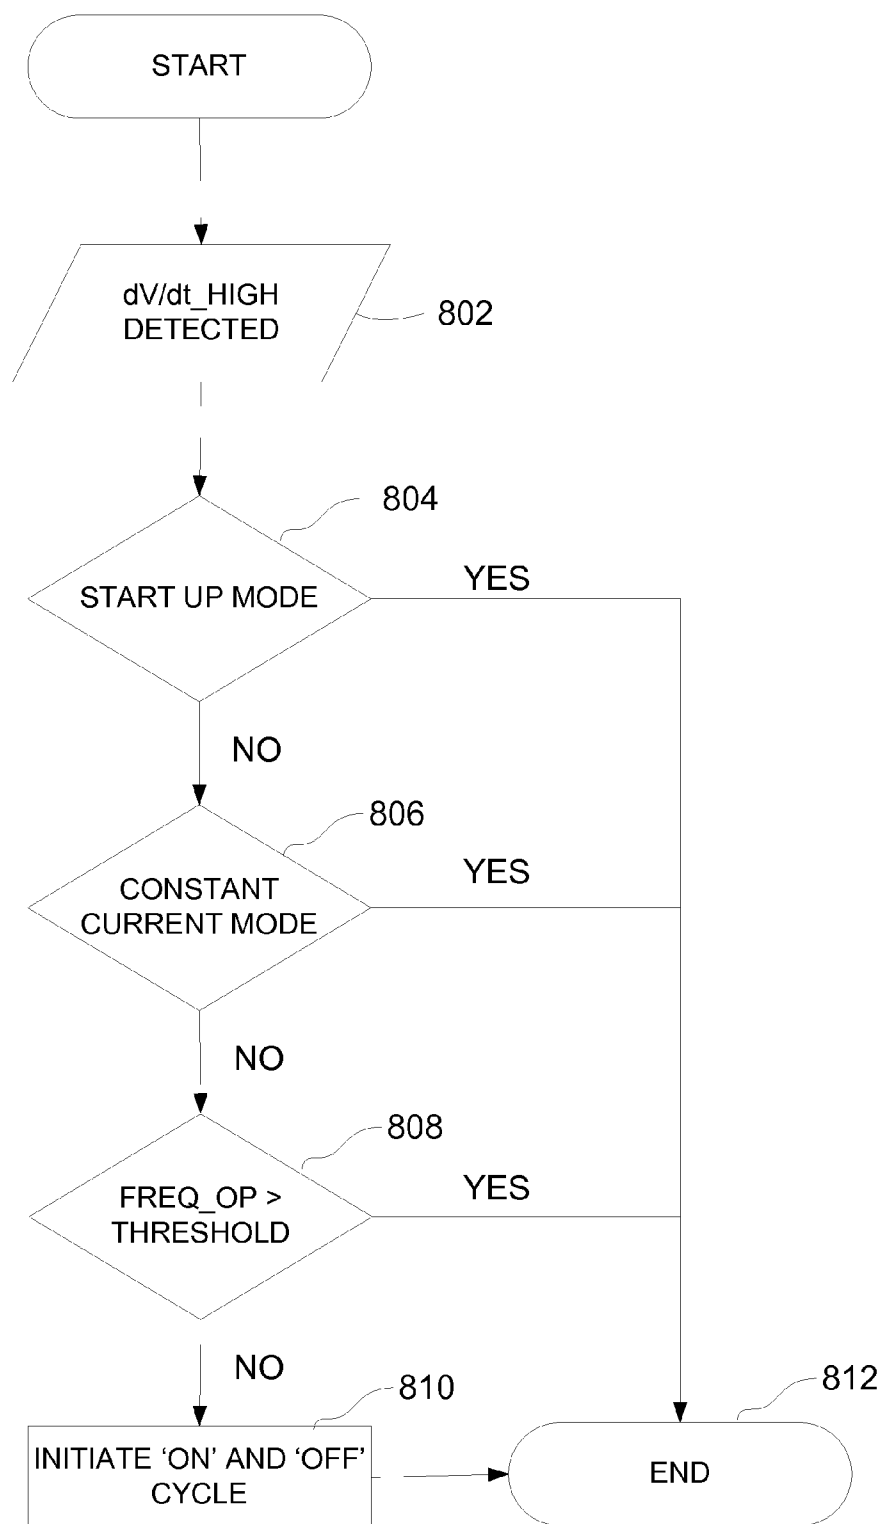 START
dV/dt_HIGH
DETECTED
802
804
START UP MODE
YES
NO
806
CONSTANT
CURRENT MODE
YES
NO
808
FREQ_OP >
THRESHOLD
YES
NO
810
812
INITIATE ‘ON’ AND ‘OFF’
CYCLE
END